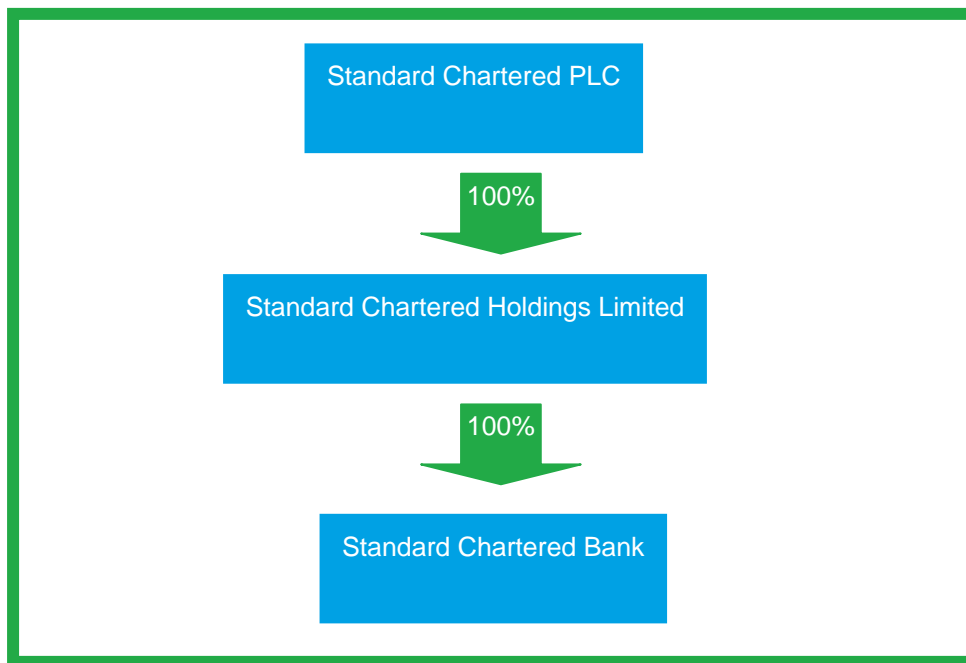 Standard Chartered PLC
100%
Standard Chartered Holdings Limited
100%
Standard Chartered Bank